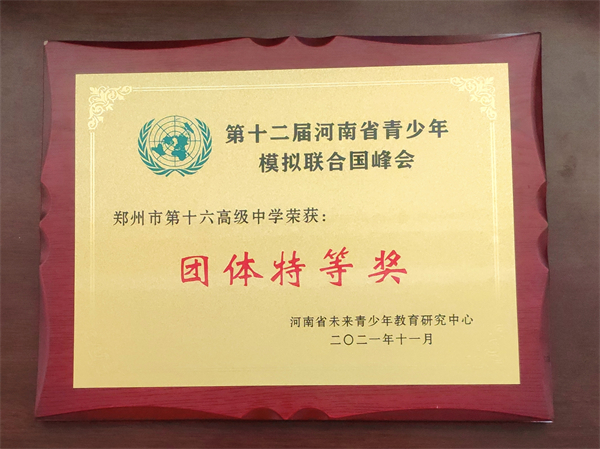 第十二届河南省青少年
模拟联合国峰会
郑州市第十六高级中学荣获：
团体特等奖
河南省未来青少年教育研究中心
二〇二一年十一月